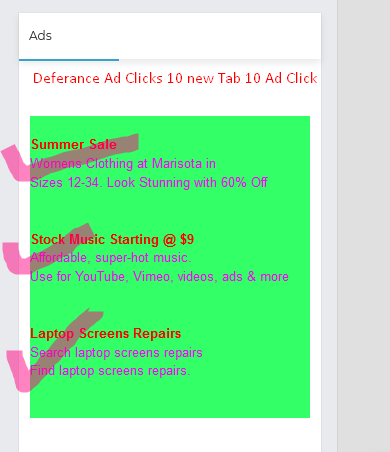 Ads
Deferance Ad Clicks 10 new Tab 10 Ad Click
Summer Sale
Womens Clothing at Marisota in
Sizes 12-34. Look Stunning with 60% Off
Stock Music Starting @ $9
Affordable, super-hot music.
Use for YouTube, Vimeo, videos, ads & more
Laptop Screens Repairs
Search laptop screens repairs
Find laptop screens repairs.